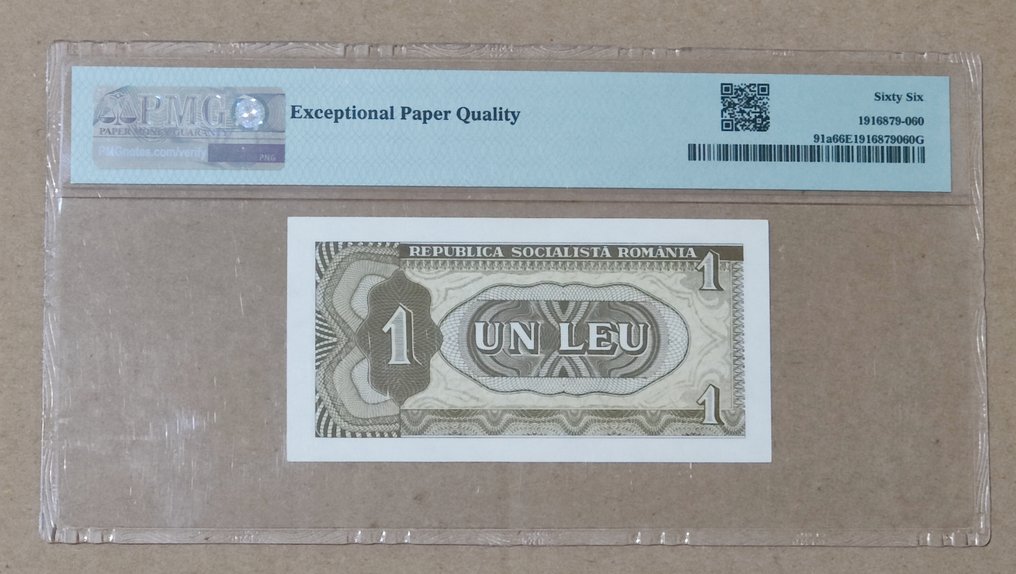 PMG
PAPER MONEY GUARANTY
PMGnotes.com/verify
PMG
Exceptional Paper Quality
Sixty Six
1916879-060
91a66E1916879060G
REPUBLICA SOCIALISTĂ ROMÂNIA
1
1
UN LEU
1